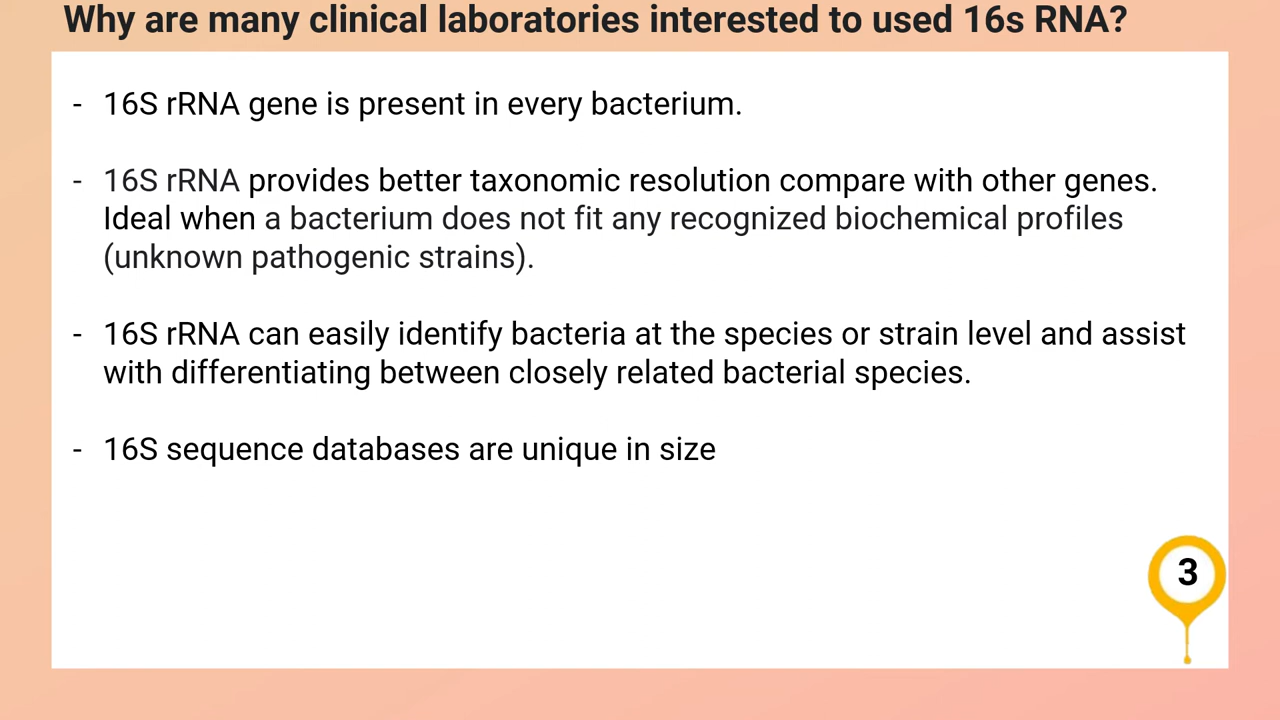 Why are many clinical laboratories interested to used 16s RNA?
- 16S rRNA gene is present in every bacterium.
- 16S rRNA provides better taxonomic resolution compare with other genes.
Ideal when a bacterium does not fit any recognized biochemical profiles
(unknown pathogenic strains).
- 16S rRNA can easily identify bacteria at the species or strain level and assist
with differentiating between closely related bacterial species.
- 16S sequence databases are unique in size
3